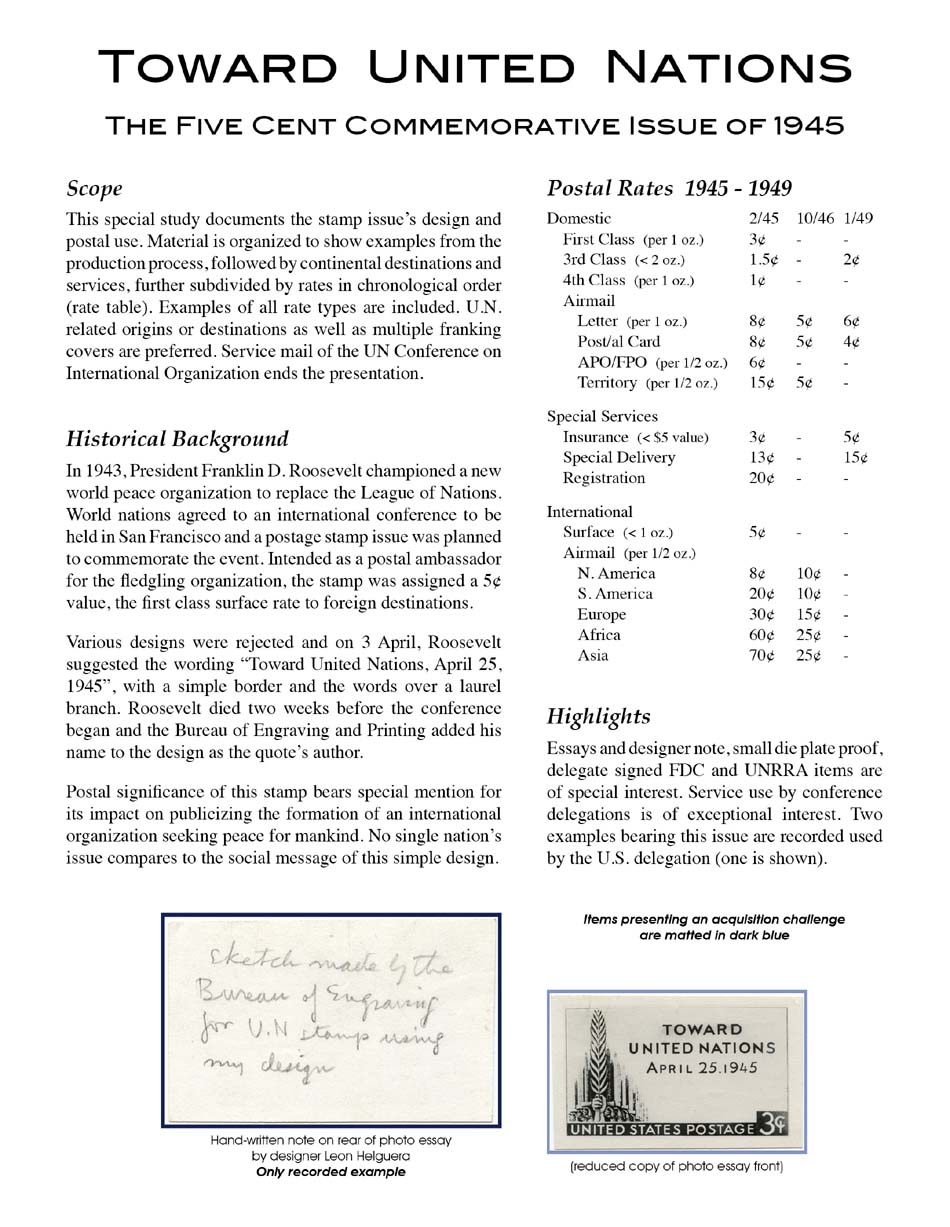 TOWARD UNITED NATIONS
THE FIVE CENT COMMEMORATIVE ISSUE OF 1945
Scope
This special study documents the stamp issue's design and
postal use. Material is organized to show examples from the
production process, followed by continental destinations and
services, further subdivided by rates in chronological order
(rate table). Examples of all rate types are included. U.N.
related origins or destinations as well as multiple franking
covers are preferred. Service mail of the UN Conference on
International Organization ends the presentation.
Historical Background
In 1943, President Franklin D. Roosevelt championed a new
world peace organization to replace the League of Nations.
World nations agreed to an international conference to be
held in San Francisco and a postage stamp issue was planned
to commemorate the event. Intended as a postal ambassador
for the fledgling organization, the stamp was assigned a 5¢
value, the first class surface rate to foreign destinations.
Various designs were rejected and on 3 April, Roosevelt
suggested the wording “Toward United Nations, April 25,
1945”, with a simple border and the words over a laurel
branch. Roosevelt died two weeks before the conference
began and the Bureau of Engraving and Printing added his
name to the design as the quote's author.
Postal significance of this stamp bears special mention for
its impact on publicizing the formation of an international
organization seeking peace for mankind. No single nation's
issue compares to the social message of this simple design.
Postal Rates 1945 - 1949
Domestic 2/45 10/46 1/49
First Class (per 1 oz.) 3¢ - -
3rd Class (< 2 oz.) 1.5¢ - 2¢
4th Class (per 1 oz.) 1¢ - -
Airmail
Letter (per 1 oz.) 8¢ 5¢ 6¢
Post/al Card 8¢ 5¢ 4¢
APO/FPO (per 1/2 oz.) 6¢ - -
Territory (per 1/2 oz.) 15¢ 5¢ -
Special Services
Insurance (< $5 value) 3¢ - 5¢
Special Delivery 13¢ - 15¢
Registration 20¢ - -
International
Surface (< 1 oz.) 5¢ - -
Airmail (per 1/2 oz.)
N. America 8¢ 10¢ -
S. America 20¢ 10¢ -
Europe 30¢ 15¢ -
Africa 60¢ 25¢ -
Asia 70¢ 25¢ -
Highlights
Essays and designer note, small die plate proof,
delegate signed FDC and UNRRA items are
of special interest. Service use by conference
delegations is of exceptional interest. Two
examples bearing this issue are recorded used
by the U.S. delegation (one is shown).
Items presenting an acquisition challenge
are matted in dark blue
sketch made by the
Bureau of Engraving
for U.N stamp using
my design
Hand-written note on rear of photo essay
by designer Leon Helguera
Only recorded example
TOWARD
UNITED NATIONS
APRIL 25.1945
UNITED STATES POSTAGE 3¢
(reduced copy of photo essay front)